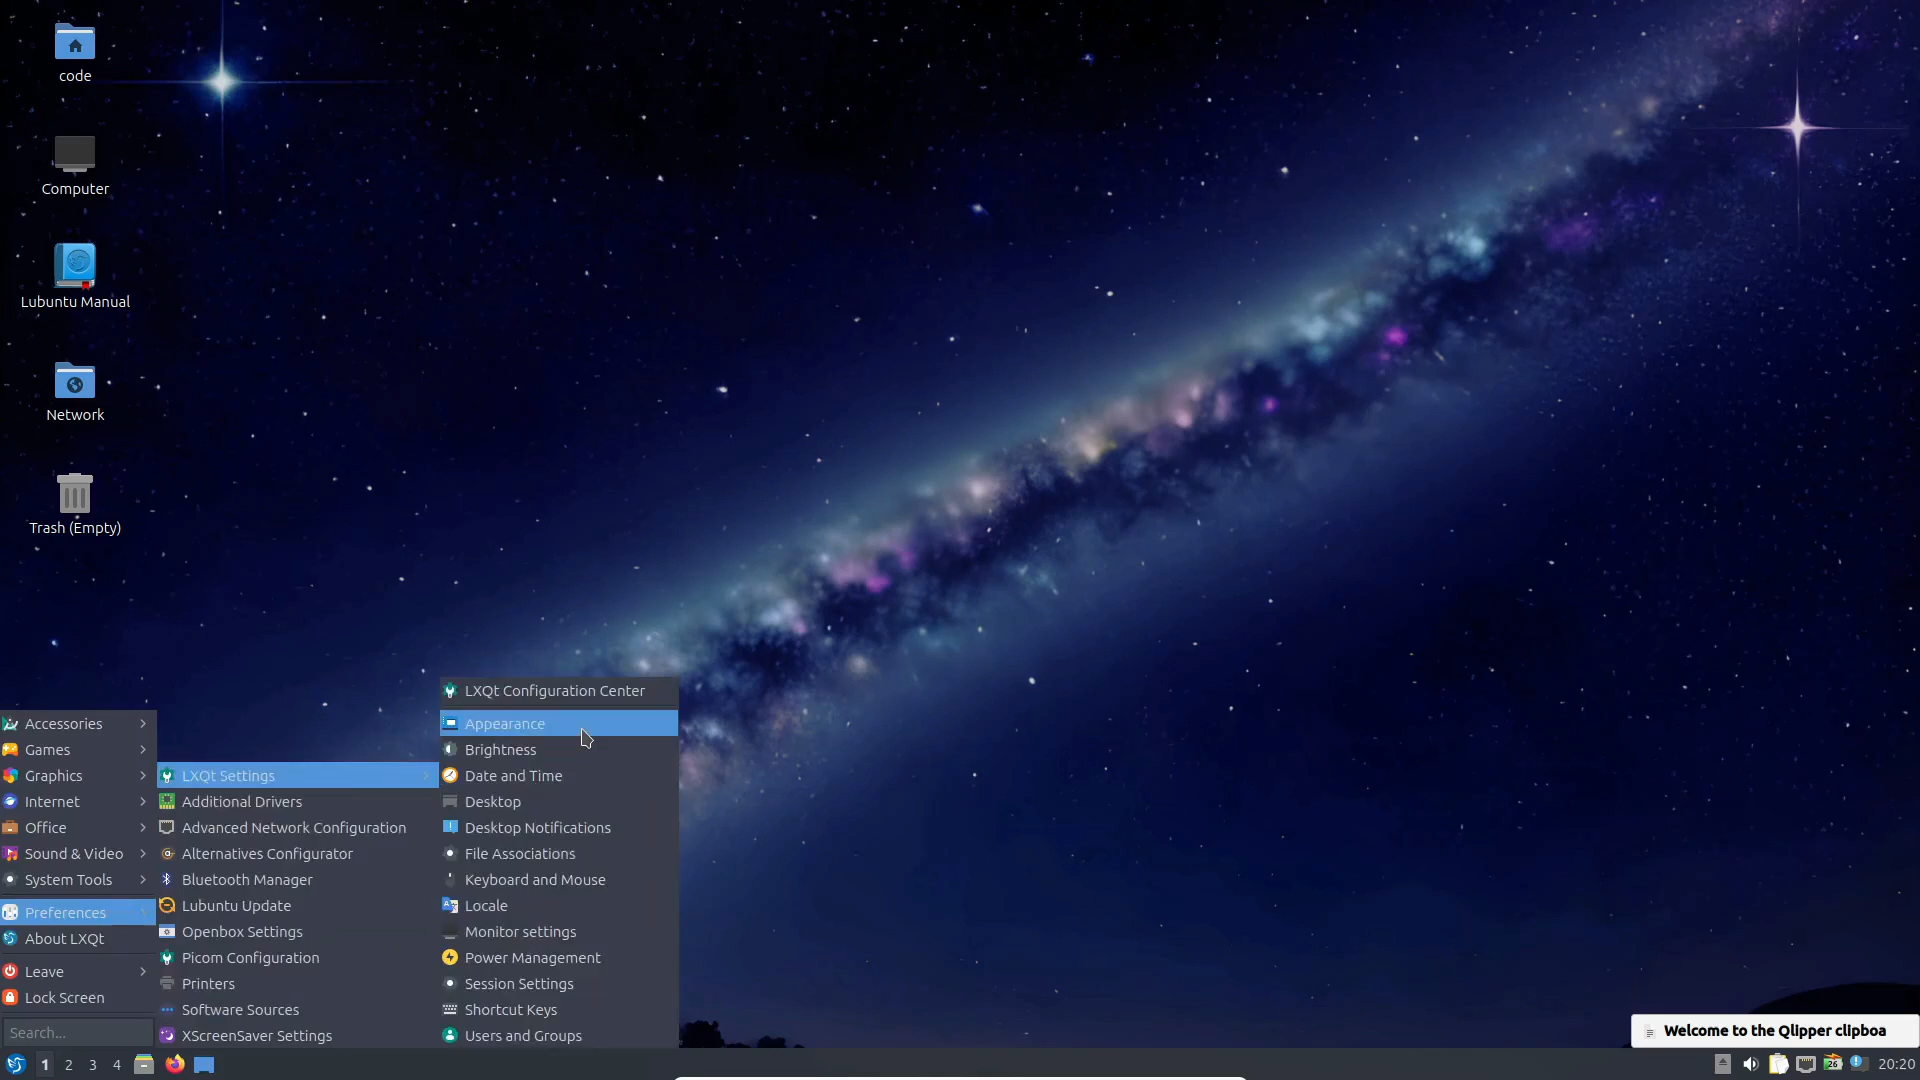 code
Computer
Lubuntu Manual
Network
Trash (Empty)
Accessories
Games
Graphics
Internet
Office
Sound & Video
System Tools
Preferences
About LXQt
Leave
Lock Screen
Search...
LXQt Settings
Additional Drivers
Advanced Network Configuration
Alternatives Configurator
Bluetooth Manager
Lubuntu Update
Openbox Settings
Picom Configuration
Printers
Software Sources
XScreenSaver Settings
LXQt Configuration Center
Appearance
Brightness
Date and Time
Desktop
Desktop Notifications
File Associations
Keyboard and Mouse
Locale
Monitor settings
Power Management
Session Settings
Shortcut Keys
Users and Groups
Welcome to the Qlipper clipboa
1 2 3 4
26
20:20